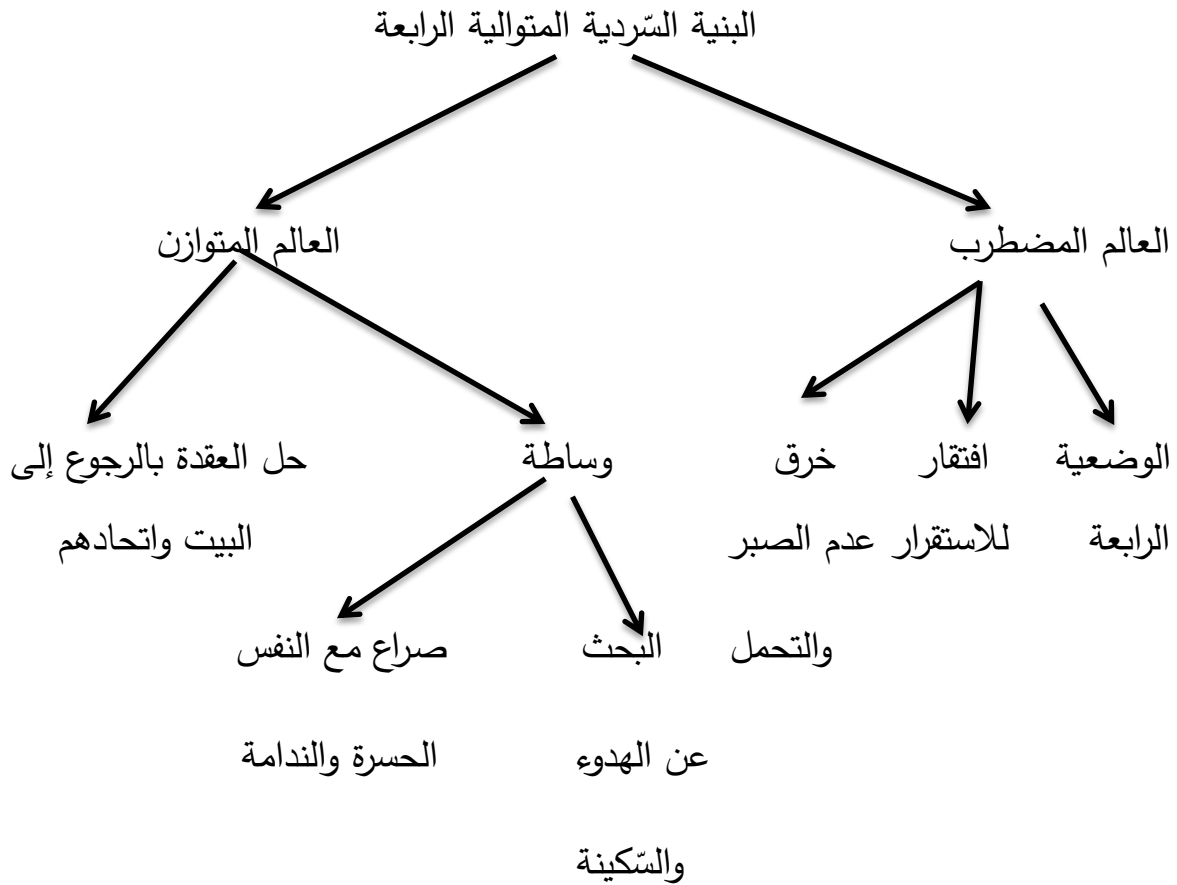 البنية السّردية المتوالية الرابعة
العالم المضطرب العالم المتوازن
الوضعية افتقار خرق وساطة حل العقدة بالرجوع إلى
الرابعة للاستقرار عدم الصبر البيت واتحادهم
والتحمل البحث صراع مع النفس
عن الهدوء الحسرة والندامة
والسّكينة